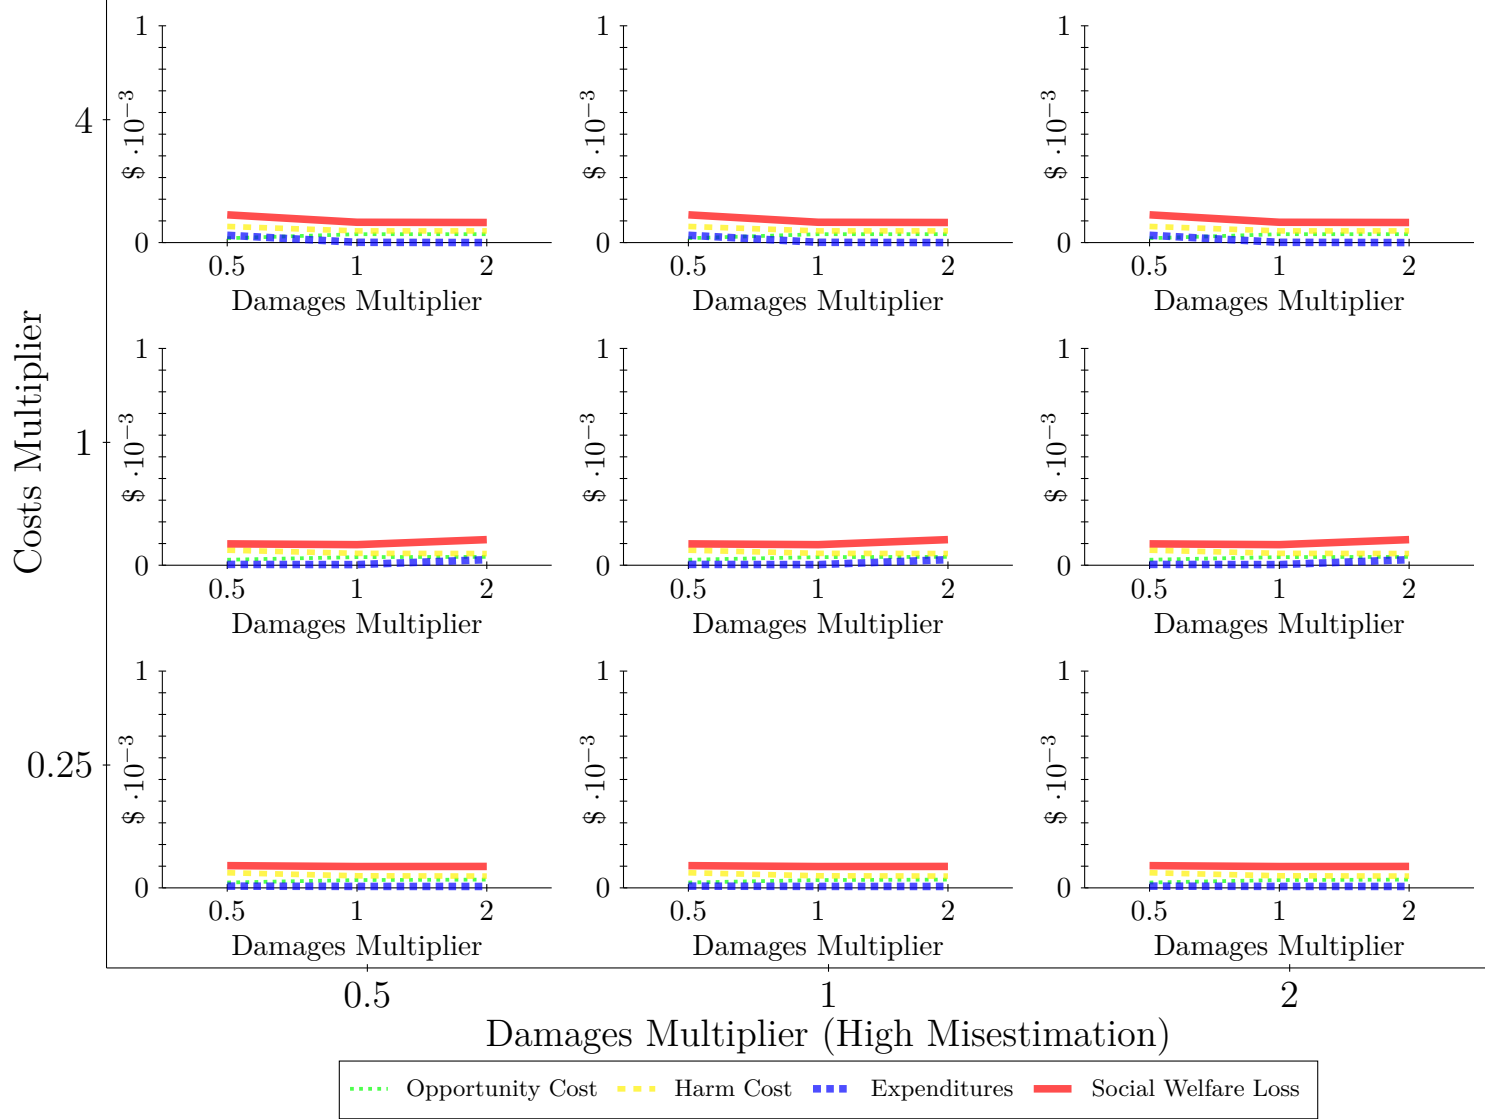 Costs Multiplier
4
1
0.25
1
0
$ ·10⁻³
0.5 1 2
Damages Multiplier
1
0
$ ·10⁻³
0.5 1 2
Damages Multiplier
1
0
$ ·10⁻³
0.5 1 2
Damages Multiplier
1
0
$ ·10⁻³
0.5 1 2
Damages Multiplier
1
0
$ ·10⁻³
0.5 1 2
Damages Multiplier
1
0
$ ·10⁻³
0.5 1 2
Damages Multiplier
1
0
$ ·10⁻³
0.5 1 2
Damages Multiplier
1
0
$ ·10⁻³
0.5 1 2
Damages Multiplier
1
0
$ ·10⁻³
0.5 1 2
Damages Multiplier
0.5 1 2
Damages Multiplier (High Misestimation)
Opportunity Cost Harm Cost Expenditures Social Welfare Loss